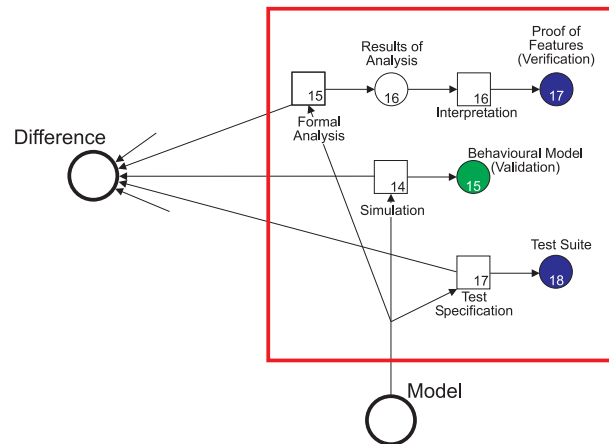 Proof of
Features
(Verification)
17
Results of
Analysis
16
16
Interpretation
15
Formal
Analysis
Difference
Behavioural Model
(Validation)
15
14
Simulation
Test Suite
18
17
Test
Specification
Model